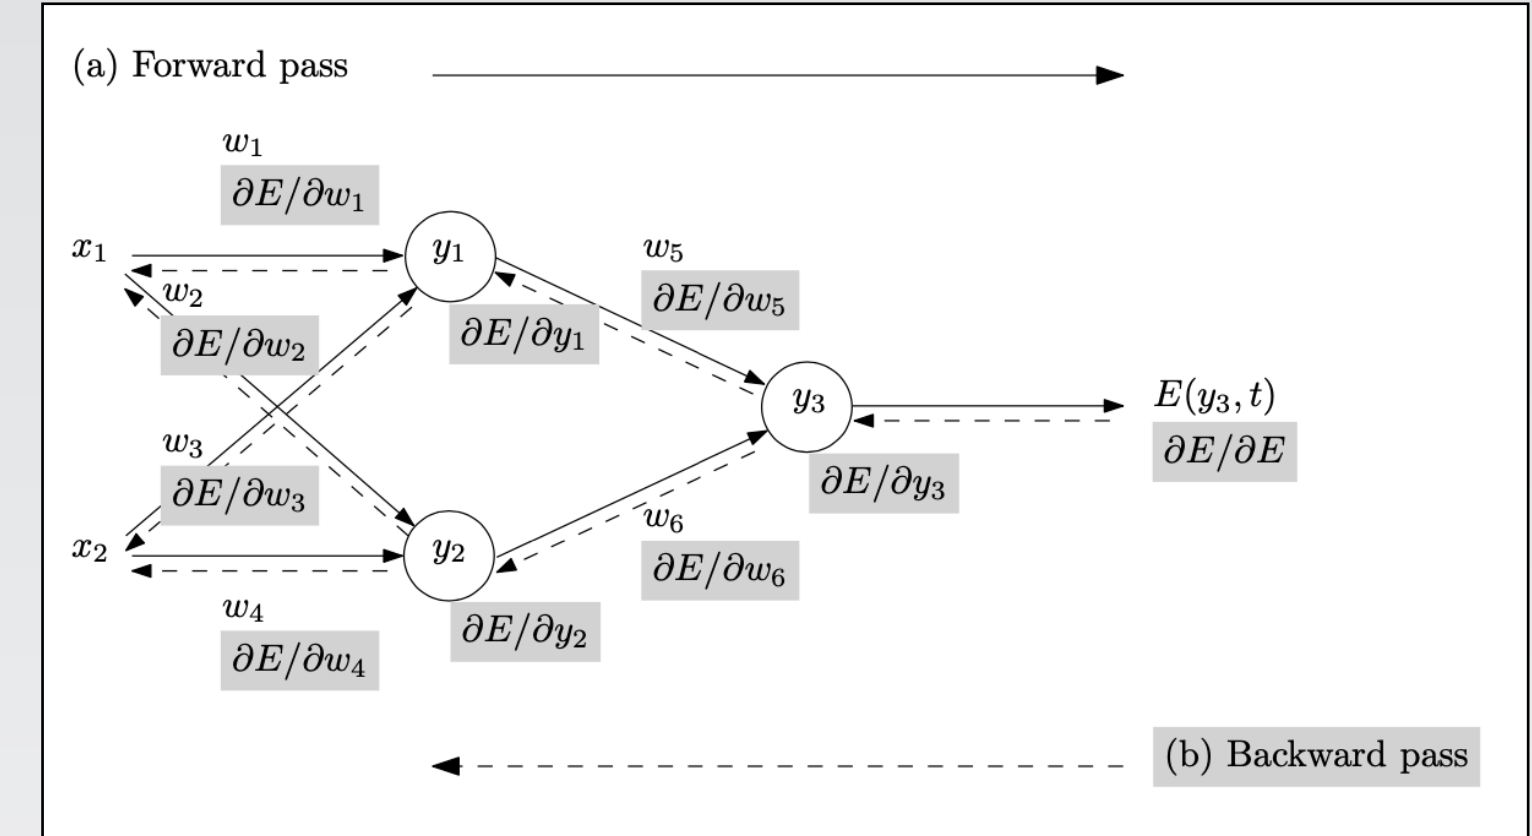 (a) Forward pass
w₁
∂E/∂w₁
x₁
y₁
w₅
∂E/∂w₅
w₂
∂E/∂w₂
∂E/∂y₁
y₃
E(y₃, t)
∂E/∂E
w₃
∂E/∂w₃
∂E/∂y₃
x₂
y₂
w₆
∂E/∂w₆
w₄
∂E/∂w₄
∂E/∂y₂
(b) Backward pass